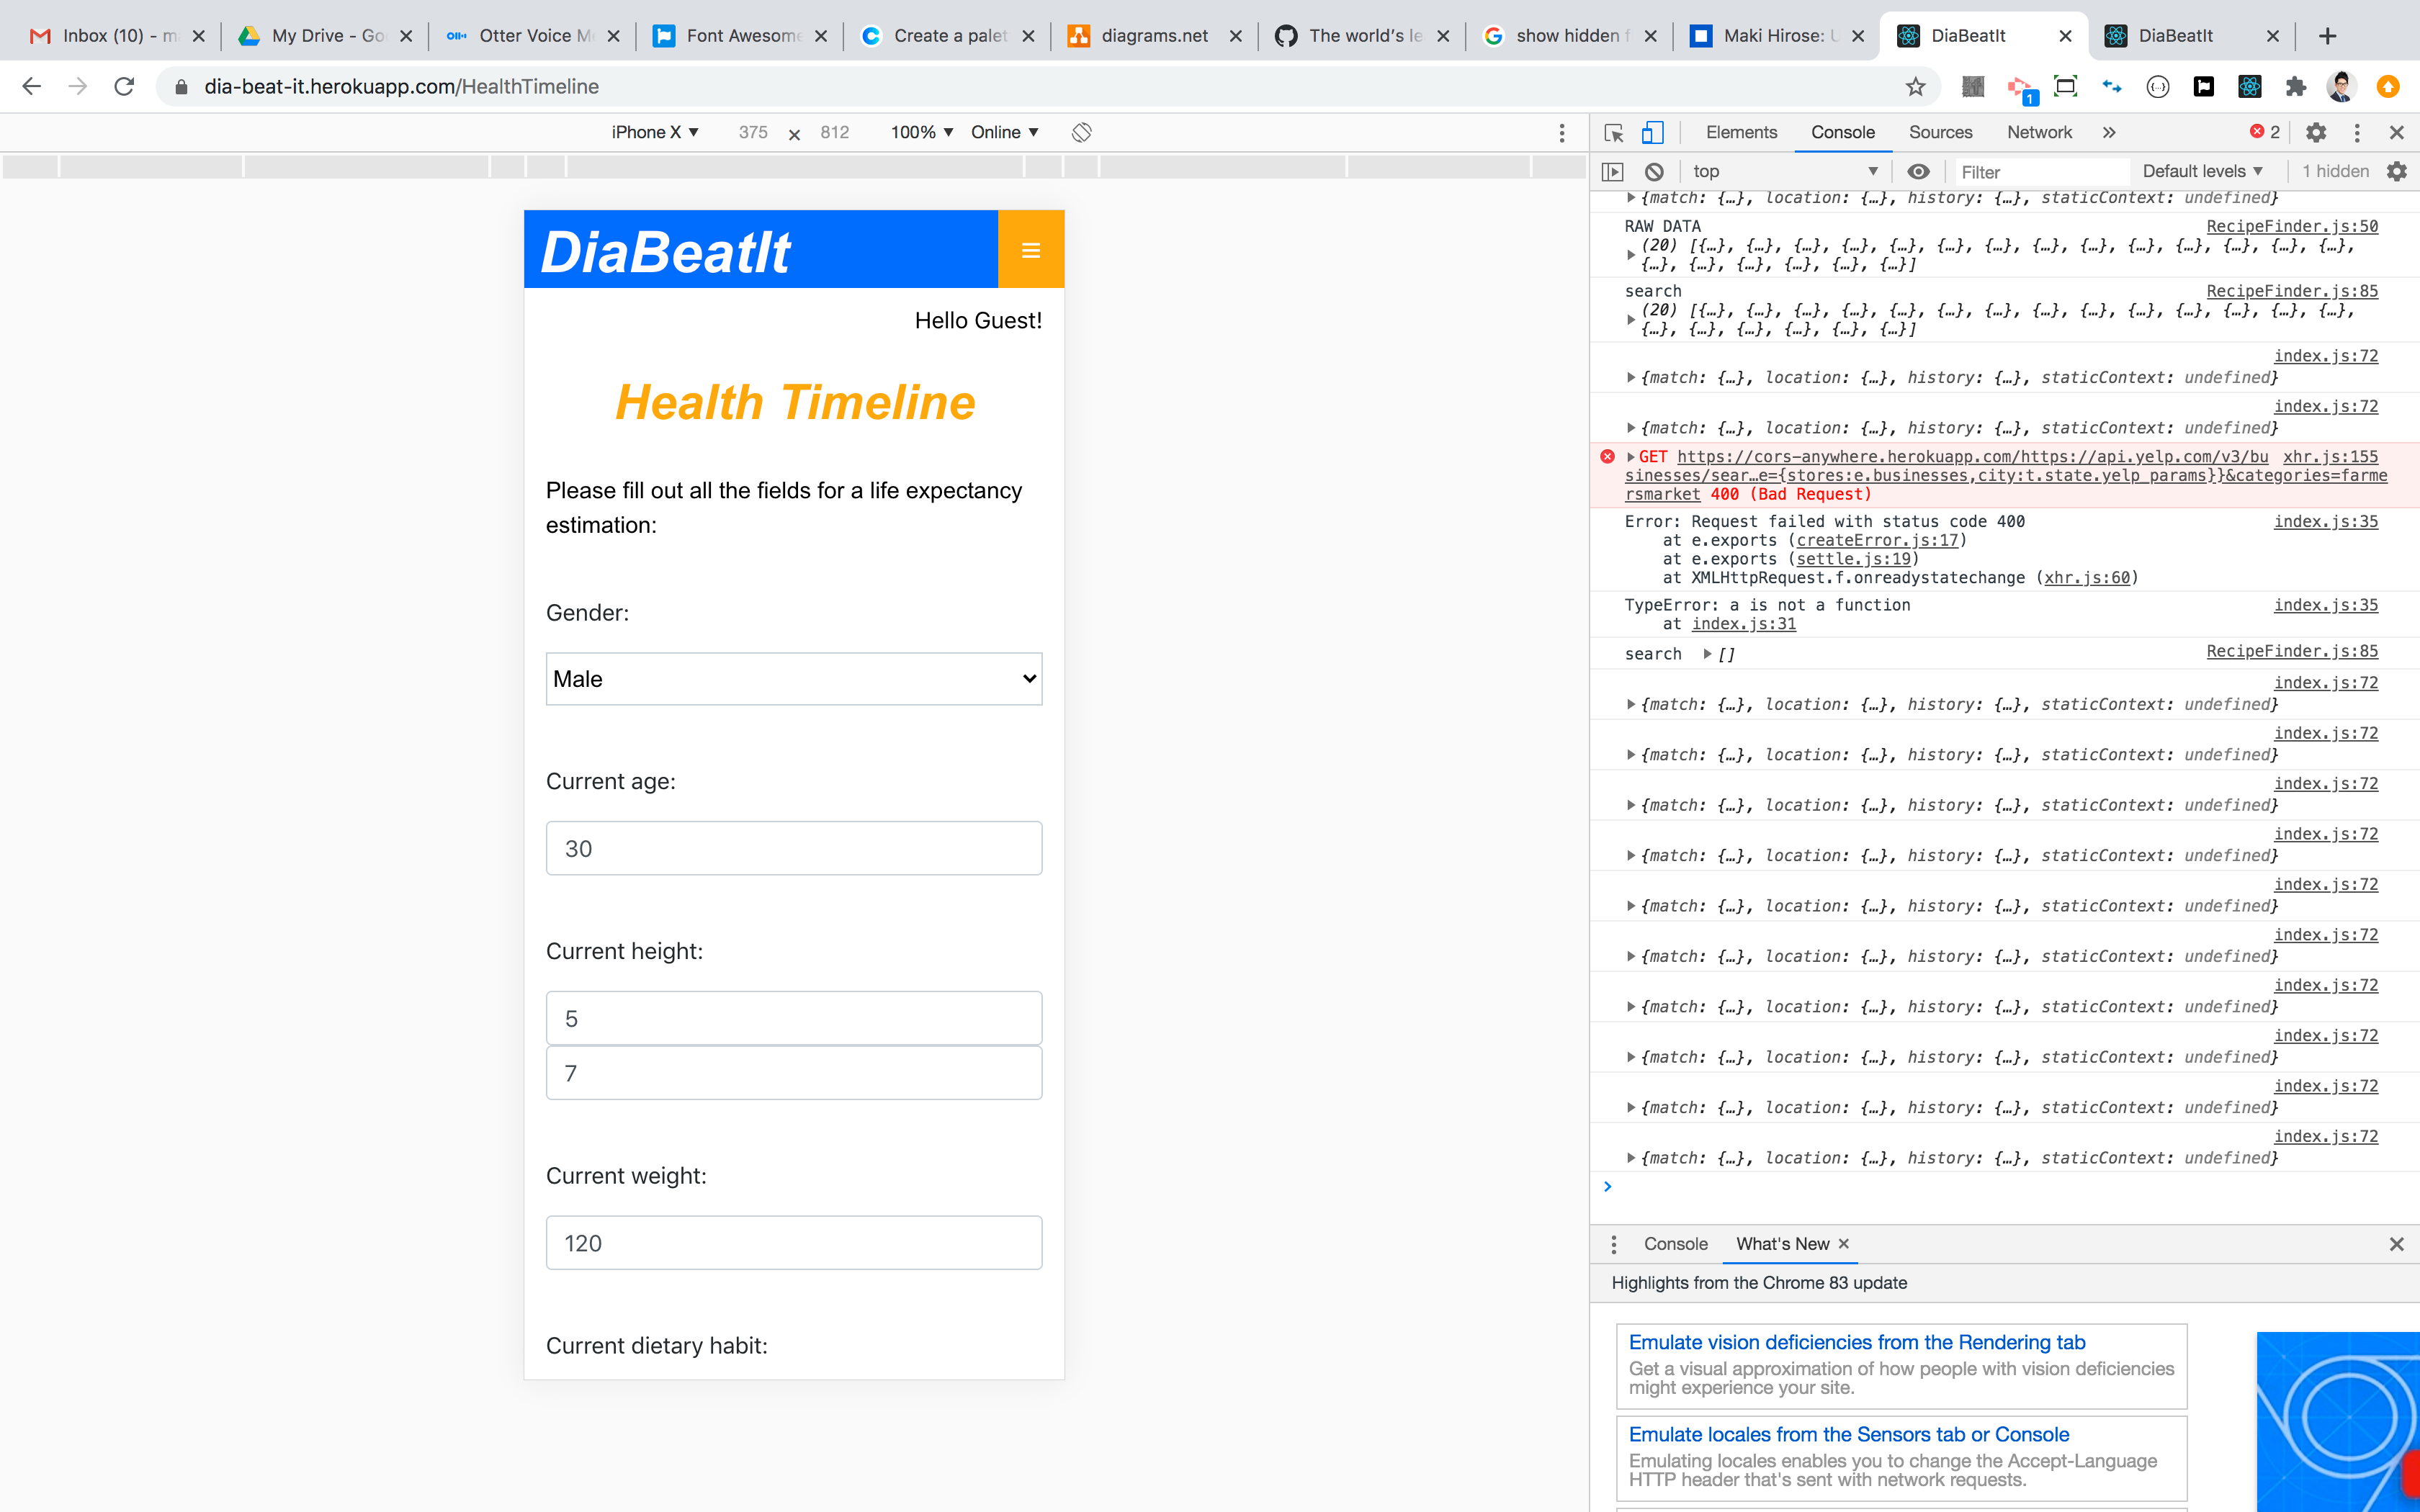 Inbox (10) - m
My Drive - Go
Otter Voice M
Font Awesome
Create a palet
diagrams.net
The world's le
show hidden f
Maki Hirose: U
DiaBeatIt
DiaBeatIt
dia-beat-it.herokuapp.com/HealthTimeline
1
iPhone X ▼ 375 × 812 100% ▼ Online ▼
DiaBeatIt
Hello Guest!
Health Timeline
Please fill out all the fields for a life expectancy
estimation:
Gender:
Male
Current age:
30
Current height:
5
7
Current weight:
120
Current dietary habit:
Elements Console Sources Network » 2
top ▼ Filter Default levels ▼ 1 hidden
{match: {…}, location: {…}, history: {…}, staticContext: undefined}
RAW DATA RecipeFinder.js:50
(20) [{…}, {…}, {…}, {…}, {…}, {…}, {…}, {…}, {…}, {…}, {…}, {…}, {…}, {…},
{…}, {…}, {…}, {…}, {…}, {…}]
search RecipeFinder.js:85
(20) [{…}, {…}, {…}, {…}, {…}, {…}, {…}, {…}, {…}, {…}, {…}, {…}, {…}, {…},
{…}, {…}, {…}, {…}, {…}, {…}]
index.js:72
{match: {…}, location: {…}, history: {…}, staticContext: undefined}
index.js:72
{match: {…}, location: {…}, history: {…}, staticContext: undefined}
GET https://cors-anywhere.herokuapp.com/https://api.yelp.com/v3/bu xhr.js:155
sinesses/sear…e={stores:e.businesses,city:t.state.yelp_params}}&categories=farme
rsmarket 400 (Bad Request)
Error: Request failed with status code 400 index.js:35
at e.exports (createError.js:17)
at e.exports (settle.js:19)
at XMLHttpRequest.f.onreadystatechange (xhr.js:60)
TypeError: a is not a function index.js:35
at index.js:31
search [] RecipeFinder.js:85
index.js:72
{match: {…}, location: {…}, history: {…}, staticContext: undefined}
index.js:72
{match: {…}, location: {…}, history: {…}, staticContext: undefined}
index.js:72
{match: {…}, location: {…}, history: {…}, staticContext: undefined}
index.js:72
{match: {…}, location: {…}, history: {…}, staticContext: undefined}
index.js:72
{match: {…}, location: {…}, history: {…}, staticContext: undefined}
index.js:72
{match: {…}, location: {…}, history: {…}, staticContext: undefined}
index.js:72
{match: {…}, location: {…}, history: {…}, staticContext: undefined}
index.js:72
{match: {…}, location: {…}, history: {…}, staticContext: undefined}
index.js:72
{match: {…}, location: {…}, history: {…}, staticContext: undefined}
index.js:72
{match: {…}, location: {…}, history: {…}, staticContext: undefined}
Console What's New
Highlights from the Chrome 83 update
Emulate vision deficiencies from the Rendering tab
Get a visual approximation of how people with vision deficiencies
might experience your site.
Emulate locales from the Sensors tab or Console
Emulating locales enables you to change the Accept-Language
HTTP header that's sent with network requests.